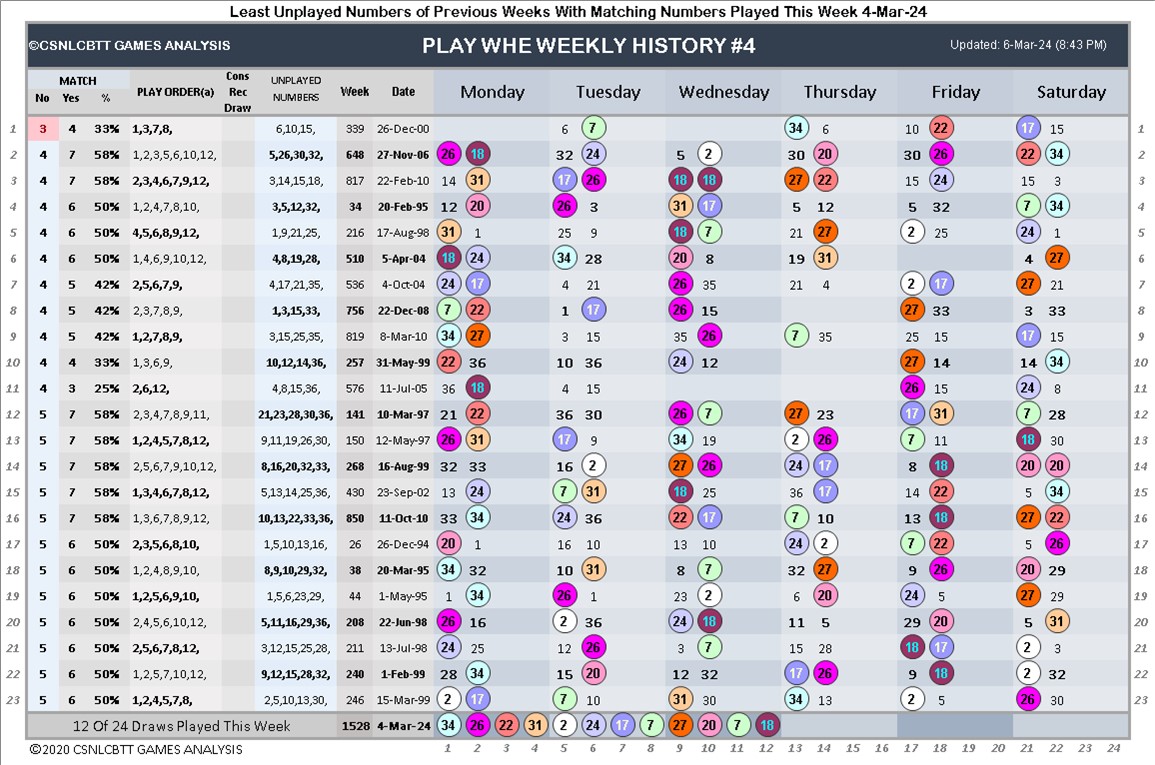 Least Unplayed Numbers of Previous Weeks With Matching Numbers Played This Week 4-Mar-24
©CSNLCBTT GAMES ANALYSIS PLAY WHE WEEKLY HISTORY #4 Updated: 6-Mar-24 (8:43 PM)
MATCH No Yes % PLAY ORDER(a) Cons Rec Draw UNPLAYED NUMBERS Week Date Monday Tuesday Wednesday Thursday Friday Saturday
1 3 4 33% 1,3,7,8, 6,10,15, 339 26-Dec-00 6 7 34 6 10 22 17 15 1
2 4 7 58% 1,2,3,5,6,10,12, 5,26,30,32, 648 27-Nov-06 26 18 32 24 5 2 30 20 30 26 22 34 2
3 4 7 58% 2,3,4,6,7,9,12, 3,14,15,18, 817 22-Feb-10 14 31 17 26 18 18 27 22 15 24 15 3 3
4 4 6 50% 1,2,4,7,8,10, 3,5,12,32, 34 20-Feb-95 12 20 26 3 31 17 5 12 5 32 7 34 4
5 4 6 50% 4,5,6,8,9,12, 1,9,21,25, 216 17-Aug-98 31 1 25 9 18 7 21 27 2 25 24 1 5
6 4 6 50% 1,4,6,9,10,12, 4,8,19,28, 510 5-Apr-04 18 24 34 28 20 8 19 31 4 27 6
7 4 5 42% 2,5,6,7,9, 4,17,21,35, 536 4-Oct-04 24 17 4 21 26 35 21 4 2 17 27 21 7
8 4 5 42% 2,3,7,8,9, 1,3,15,33, 756 22-Dec-08 7 22 1 17 26 15 27 33 3 33 8
9 4 5 42% 1,2,7,8,9, 3,15,25,35, 819 8-Mar-10 34 27 3 15 35 26 7 35 25 15 17 15 9
10 4 4 33% 1,3,6,9, 10,12,14,36, 257 31-May-99 22 36 10 36 24 12 27 14 14 34 10
11 4 3 25% 2,6,12, 4,8,15,36, 576 11-Jul-05 36 18 4 15 26 15 24 8 11
12 5 7 58% 2,3,4,7,8,9,11, 21,23,28,30,36, 141 10-Mar-97 21 22 36 30 26 7 27 23 17 31 7 28 12
13 5 7 58% 1,2,4,5,7,8,12, 9,11,19,26,30, 150 12-May-97 26 31 17 9 34 19 2 26 7 11 18 30 13
14 5 7 58% 2,5,6,7,9,10,12, 8,16,20,32,33, 268 16-Aug-99 32 33 16 2 27 26 24 17 8 18 20 20 14
15 5 7 58% 1,3,4,6,7,8,12, 5,13,14,25,36, 430 23-Sep-02 13 24 7 31 18 25 36 17 14 22 5 34 15
16 5 7 58% 1,3,6,7,8,9,12, 10,13,22,33,36, 850 11-Oct-10 33 34 24 36 22 17 7 10 13 18 27 22 16
17 5 6 50% 2,3,5,6,8,10, 1,5,10,13,16, 26 26-Dec-94 20 1 16 10 13 10 24 2 7 22 5 26 17
18 5 6 50% 1,2,4,8,9,10, 8,9,10,29,32, 38 20-Mar-95 34 32 10 31 8 7 32 27 9 26 20 29 18
19 5 6 50% 1,2,5,6,9,10, 1,5,6,23,29, 44 1-May-95 1 34 26 1 23 2 6 20 24 5 27 29 19
20 5 6 50% 2,4,5,6,10,12, 5,11,16,29,36, 208 22-Jun-98 26 16 2 36 24 18 11 5 29 20 5 31 20
21 5 6 50% 2,5,6,7,8,12, 3,12,15,25,28, 211 13-Jul-98 24 25 12 26 3 7 15 28 18 17 2 3 21
22 5 6 50% 1,2,5,7,10,12, 9,12,15,28,32, 240 1-Feb-99 28 34 15 20 12 32 17 26 9 18 2 32 22
23 5 6 50% 1,2,4,5,7,8, 2,5,10,13,30, 246 15-Mar-99 2 17 7 10 31 30 34 13 2 5 26 30 23
12 Of 24 Draws Played This Week 1528 4-Mar-24 34 26 22 31 2 24 17 7 27 20 7 18
©2020 CSNLCBTT GAMES ANALYSIS 1 2 3 4 5 6 7 8 9 10 11 12 13 14 15 16 17 18 19 20 21 22 23 24